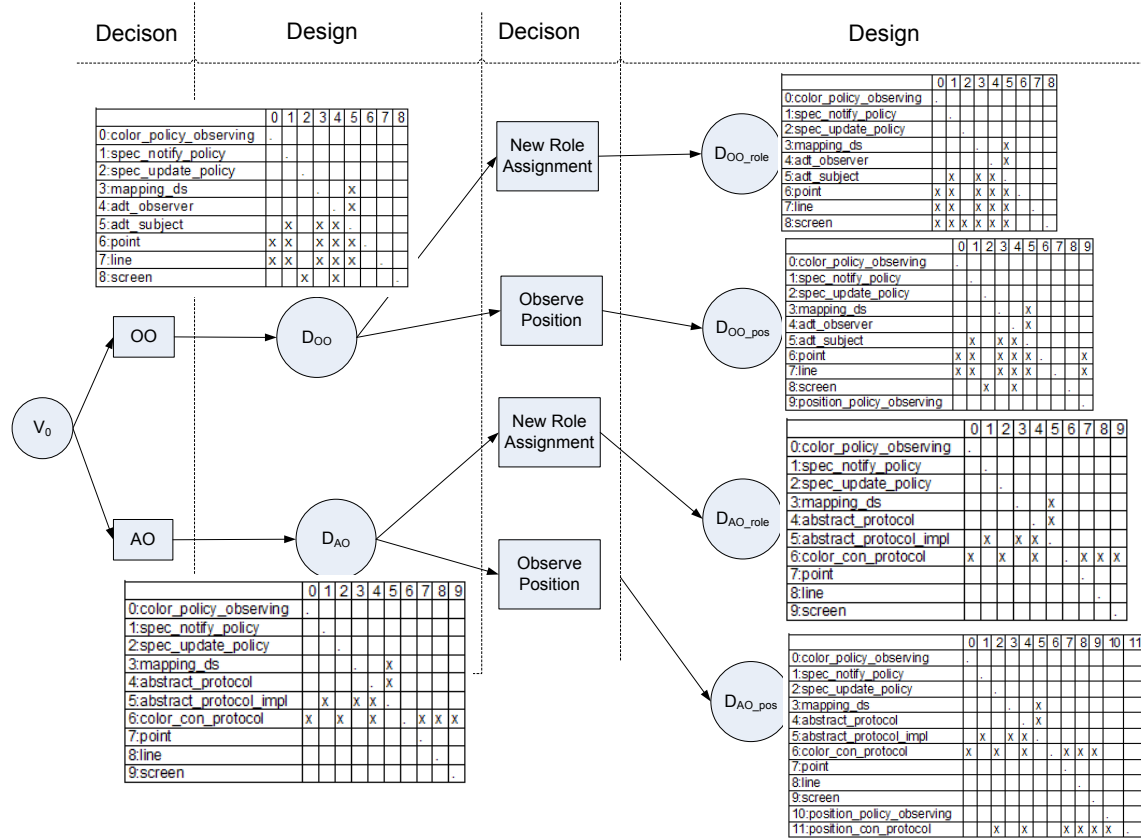 Decison Design Decision Design
0 1 2 3 4 5 6 7 8
0:color_policy_observing .
1:spec_notify_policy .
2:spec_update_policy .
3:mapping_ds . x
4:adt_observer . x
5:adt_subject x x x .
6:point x x x x x .
7:line x x x x x .
8:screen x x .
New Role
Assignment
D_OO_role
0 1 2 3 4 5 6 7 8
0:color_policy_observing .
1:spec_notify_policy .
2:spec_update_policy .
3:mapping_ds . x
4:adt_observer . x
5:adt_subject x x x .
6:point x x x x x .
7:line x x x x x .
8:screen x x x x x x .
OO
D_OO
Observe
Position
D_OO_pos
0 1 2 3 4 5 6 7 8 9
0:color_policy_observing .
1:spec_notify_policy .
2:spec_update_policy .
3:mapping_ds . x
4:adt_observer . x
5:adt_subject x x x .
6:point x x x x x . x
7:line x x x x x . x
8:screen x x .
9:position_policy_observing .
V_0
New Role
Assignment
D_AO_role
0 1 2 3 4 5 6 7 8 9
0:color_policy_observing .
1:spec_notify_policy .
2:spec_update_policy .
3:mapping_ds . x
4:abstract_protocol . x
5:abstract_protocol_impl x x x .
6:color_con_protocol x x x . x x x
7:point .
8:line .
9:screen .
AO
D_AO
Observe
Position
0 1 2 3 4 5 6 7 8 9
0:color_policy_observing .
1:spec_notify_policy .
2:spec_update_policy .
3:mapping_ds . x
4:abstract_protocol . x
5:abstract_protocol_impl x x x .
6:color_con_protocol x x x . x x x
7:point .
8:line .
9:screen .
D_AO_pos
0 1 2 3 4 5 6 7 8 9 10 11
0:color_policy_observing .
1:spec_notify_policy .
2:spec_update_policy .
3:mapping_ds . x
4:abstract_protocol . x
5:abstract_protocol_impl x x x .
6:color_con_protocol x x x . x x x
7:point .
8:line .
9:screen .
10:position_policy_observing .
11:position_con_protocol x x x x x x .